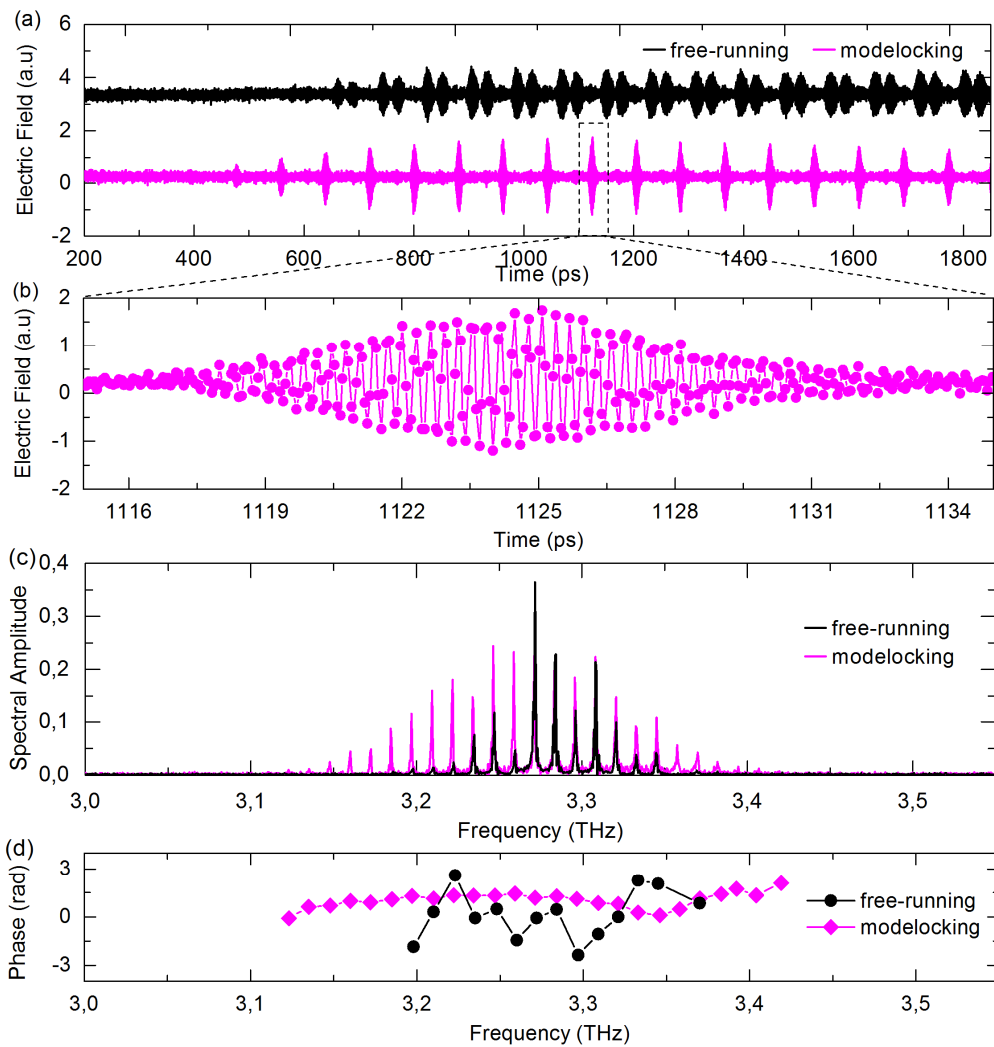 (a)
6
4
2
0
-2
Electric Field (a.u)
free-running
modelocking
200 400 600 800 1000 1200 1400 1600 1800
Time (ps)
(b)
2
1
0
-1
-2
Electric Field (a.u)
1116 1119 1122 1125 1128 1131 1134
Time (ps)
(c)
0,4
0,3
0,2
0,1
0,0
Spectral Amplitude
free-running
modelocking
3,0 3,1 3,2 3,3 3,4 3,5
Frequency (THz)
(d)
3
0
-3
Phase (rad)
free-running
modelocking
3,0 3,1 3,2 3,3 3,4 3,5
Frequency (THz)